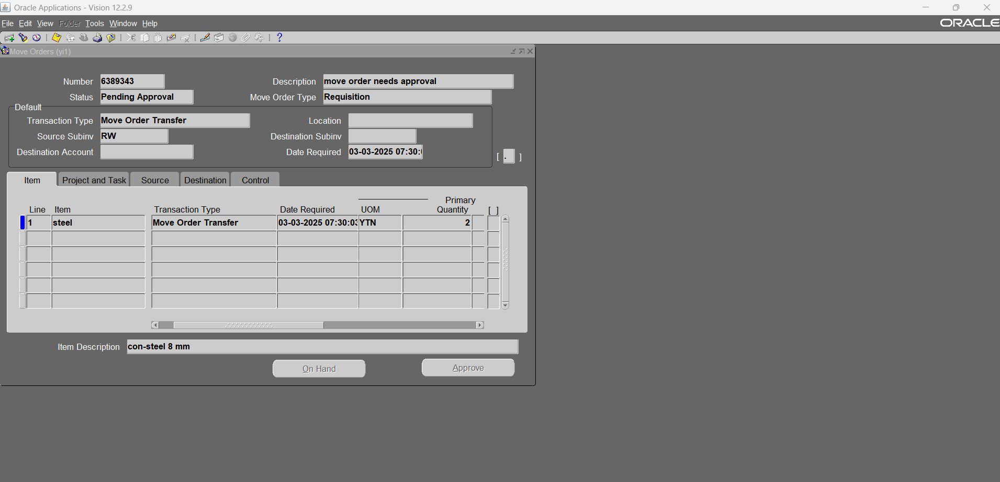 Oracle Applications - Vision 12.2.9
File Edit View Folder Tools Window Help
ORACLE
Move Orders (yi1)
Number 6389343 Description move order needs approval
Status Pending Approval Move Order Type Requisition
Default
Transaction Type Move Order Transfer Location
Source Subinv RW Destination Subinv
Destination Account Date Required 03-03-2025 07:30:
[ . ]
Item Project and Task Source Destination Control
Primary
Line Item Transaction Type Date Required UOM Quantity [ ]
1 steel Move Order Transfer 03-03-2025 07:30:03 YTN 2
Item Description con-steel 8 mm
On Hand Approve